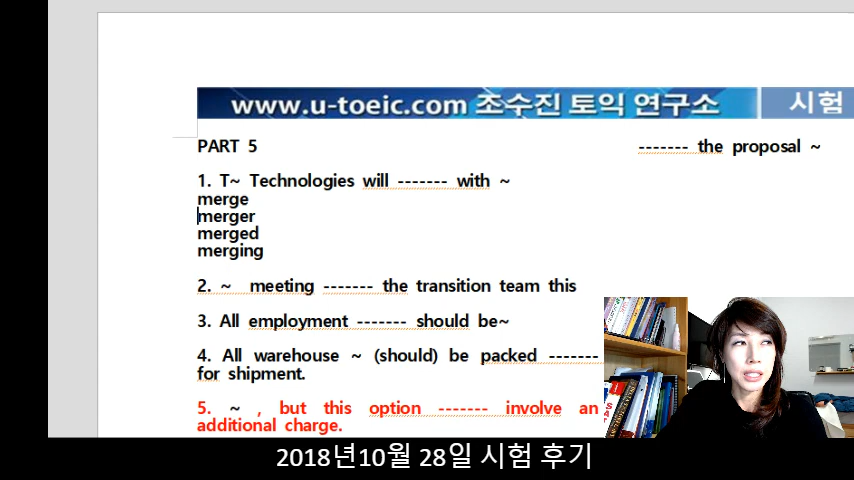 www.u-toeic.com 조수진 토익 연구소 시험
PART 5
------- the proposal ~
1. T~ Technologies will ------- with ~
merge
merger
merged
merging
2. ~ meeting ------- the transition team this
3. All employment ------- should be~
4. All warehouse ~ (should) be packed -------
for shipment.
5. ~ , but this option ------- involve an
additional charge.
2018년10월 28일 시험 후기